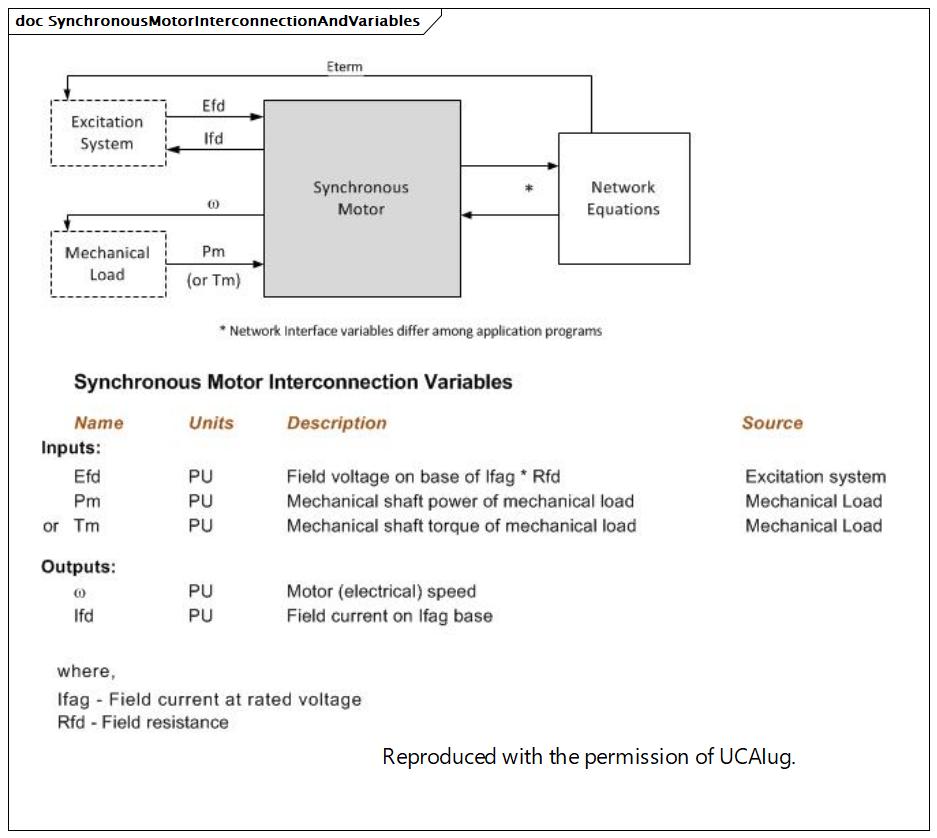 doc SynchronousMotorInterconnectionAndVariables
Eterm
Excitation
System
Efd
Ifd
Synchronous
Motor
*
Network
Equations
ω
Mechanical
Load
Pm
(or Tm)
* Network Interface variables differ among application programs
Synchronous Motor Interconnection Variables
Name Units Description Source
Inputs:
Efd PU Field voltage on base of Ifag * Rfd Excitation system
Pm PU Mechanical shaft power of mechanical load Mechanical Load
or Tm PU Mechanical shaft torque of mechanical load Mechanical Load
Outputs:
ω PU Motor (electrical) speed
Ifd PU Field current on Ifag base
where,
Ifag - Field current at rated voltage
Rfd - Field resistance
Reproduced with the permission of UCAIug.